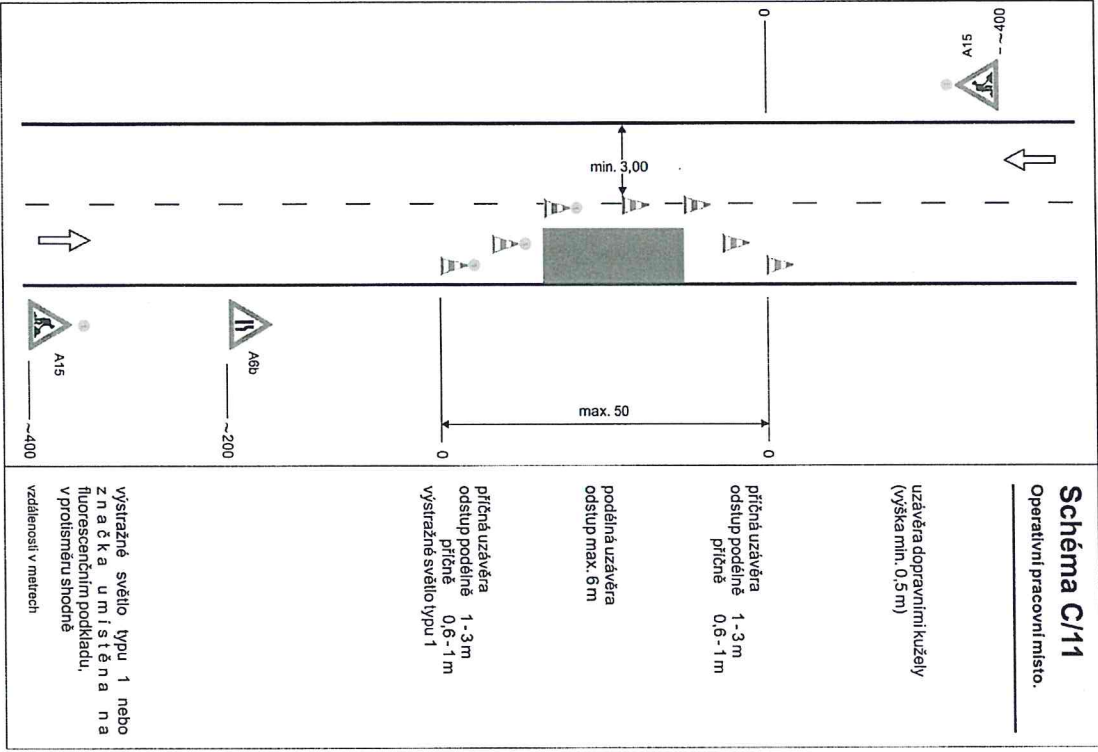 Schéma C/11
Operativní pracovní místo.
uzávěra dopravními kužely
(výška min. 0,5 m)
příčná uzávěra
odstup podélně 1 - 3 m
příčně 0,6 - 1 m
podélná uzávěra
odstup max. 6 m
příčná uzávěra
odstup podélně 1 - 3 m
příčně 0,6 - 1 m
výstražné světlo typu 1
výstražné světlo typu 1 nebo
značka umístěna na
fluorescenčním podkladu,
v protisměru shodně
vzdálenosti v metrech
~400
A15
0
0
min. 3,00
max. 50
0
A6b
~200
A15
~400